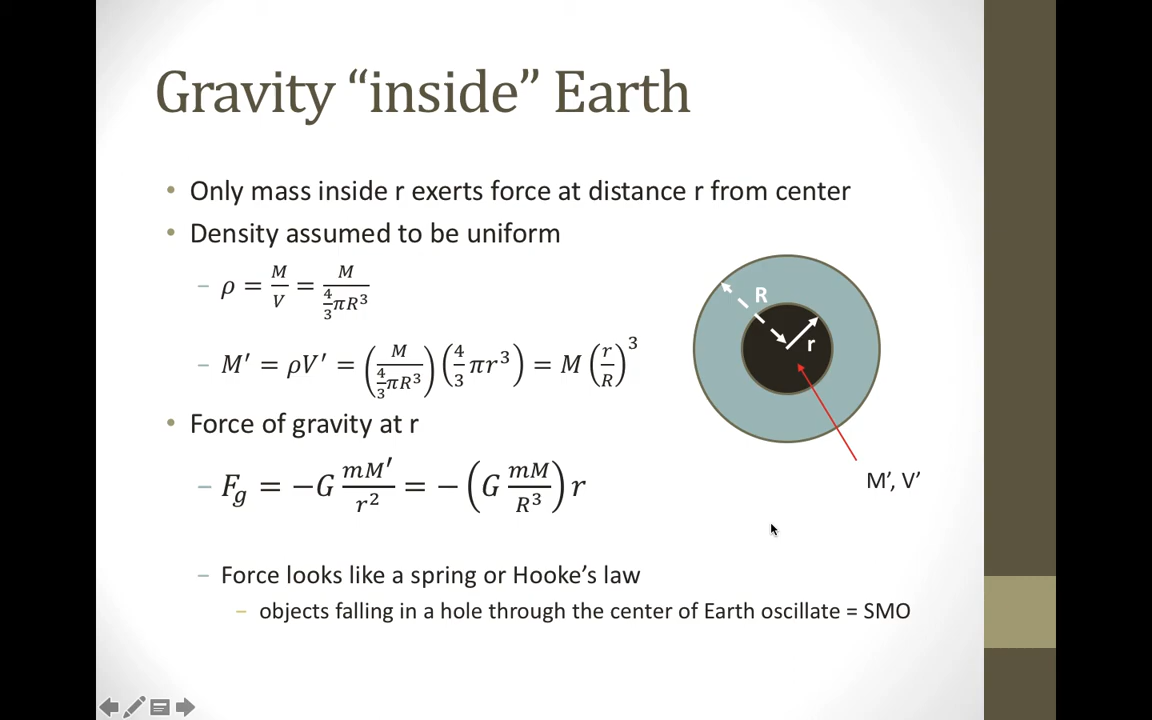 Gravity “inside” Earth
• Only mass inside r exerts force at distance r from center
• Density assumed to be uniform
– ρ = M/V = M/(4/3 πR³)
– M′ = ρV′ = (M/(4/3 πR³))(4/3 πr³) = M(r/R)³
• Force of gravity at r
– F_g = −G mM′/r² = −(G mM/R³)r
– Force looks like a spring or Hooke’s law
– objects falling in a hole through the center of Earth oscillate = SMO
R
r
M’, V’